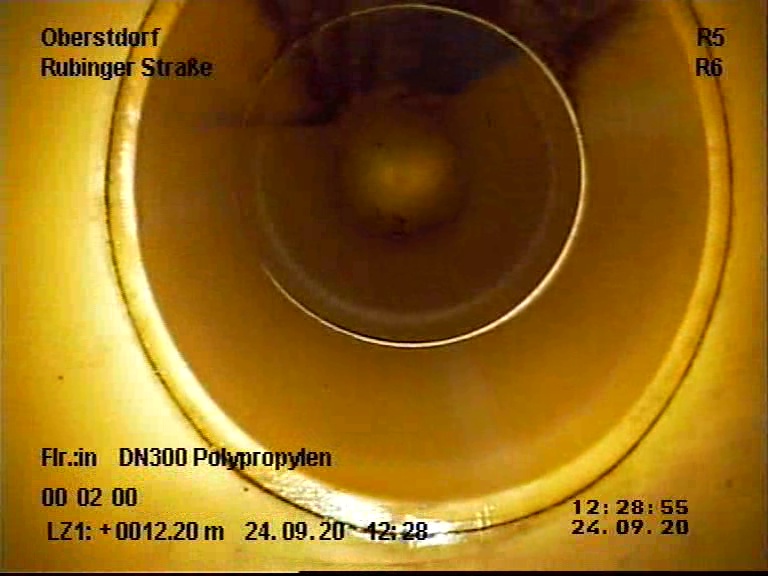 Oberstdorf
R5
Rubinger Straße
R6
Flr.:in DN300 Polypropylen
00 02 00
12:28:55
LZ1: +0012.20 m 24.09.20 12:28
24.09.20